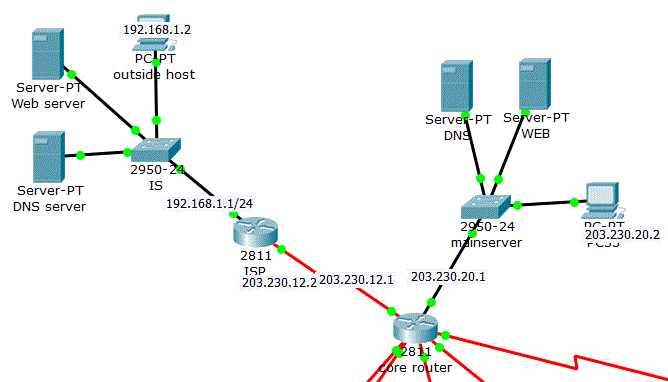 192.168.1.2
PC-PT
outside host
Server-PT
Web server
Server-PT
DNS server
2950-24
IS
192.168.1.1/24
2811
ISP
203.230.12.2
203.230.12.1
Server-PT
DNS
Server-PT
WEB
2950-24
mainserver
PC-PT
203.230.20.2
203.230.20.1
2811
core router